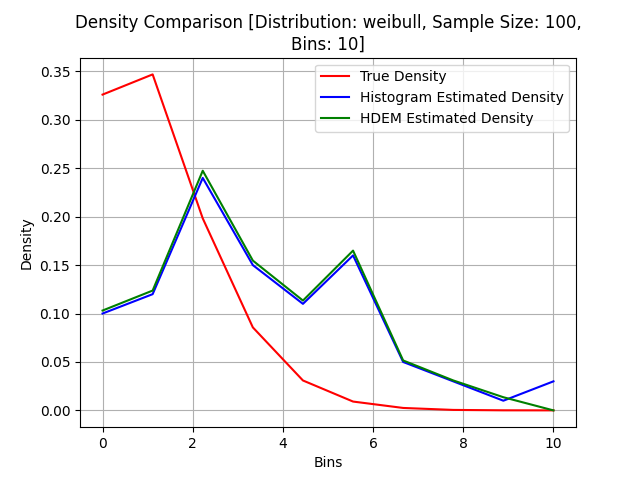 Density Comparison [Distribution: weibull, Sample Size: 100,
Bins: 10]
True Density
Histogram Estimated Density
HDEM Estimated Density
Density
0.35
0.30
0.25
0.20
0.15
0.10
0.05
0.00
0 2 4 6 8 10
Bins